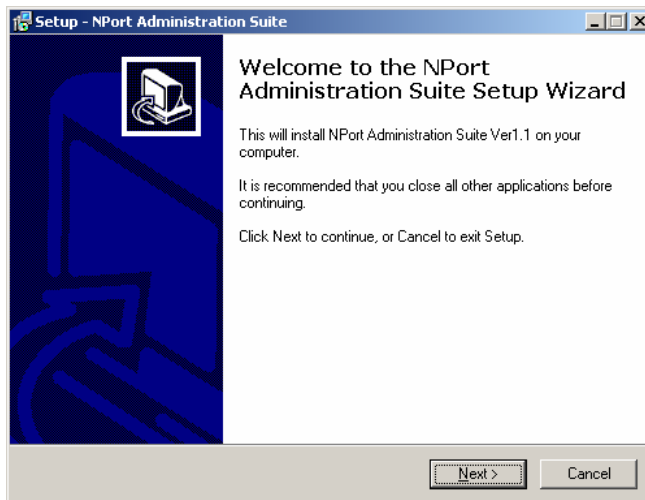 Setup - NPort Administration Suite
Welcome to the NPort
Administration Suite Setup Wizard
This will install NPort Administration Suite Ver1.1 on your
computer.
It is recommended that you close all other applications before
continuing.
Click Next to continue, or Cancel to exit Setup.
Next >
Cancel